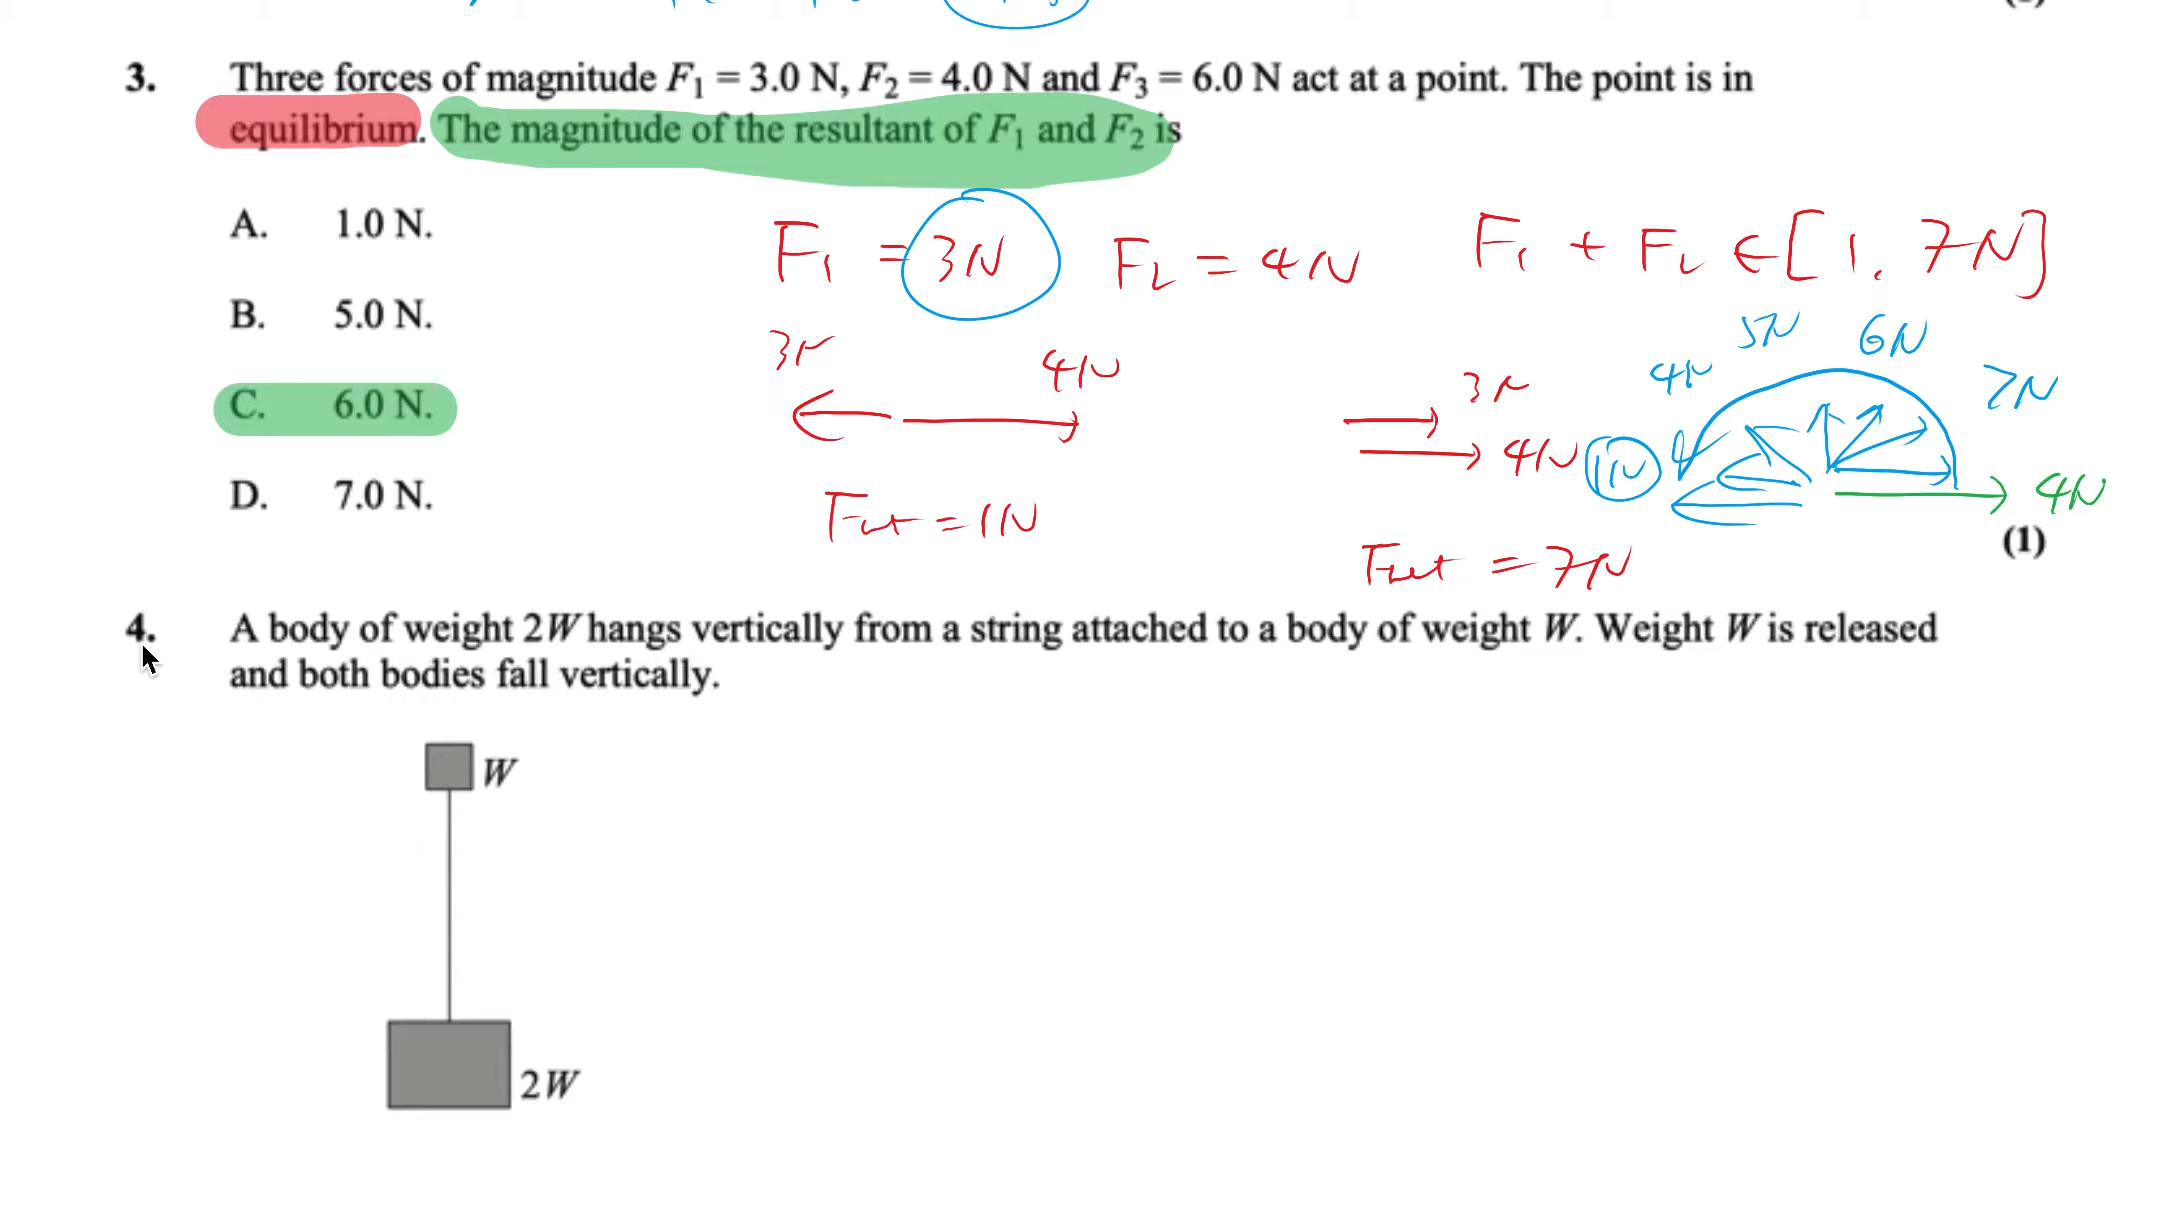 3. Three forces of magnitude F₁ = 3.0 N, F₂ = 4.0 N and F₃ = 6.0 N act at a point. The point is in
equilibrium. The magnitude of the resultant of F₁ and F₂ is
A. 1.0 N.
B. 5.0 N.
C. 6.0 N.
D. 7.0 N.
F₁ = 3N
F₂ = 4N
F₁ + F₂ ∈ [1, 7N]
3N
4N
Fnet = 1N
3N
4N
Fnet = 7N
1N
4N
5N
6N
7N
4N
(1)
4. A body of weight 2W hangs vertically from a string attached to a body of weight W. Weight W is released
and both bodies fall vertically.
W
2W